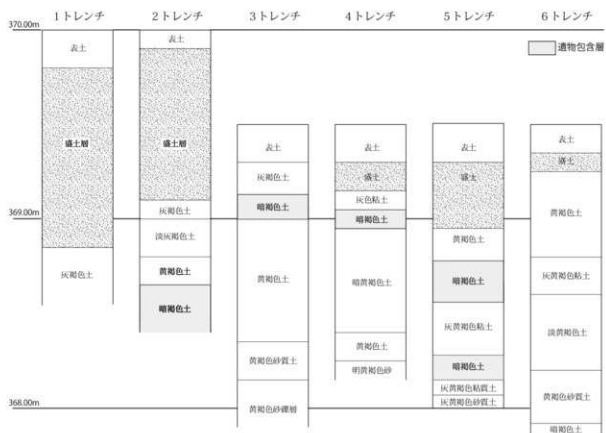 1トレンチ
2トレンチ
3トレンチ
4トレンチ
5トレンチ
6トレンチ
370.00m
369.00m
368.00m
遺物包含層
表土
盛土層
灰褐色土
表土
盛土層
灰褐色土
淡灰褐色土
黄褐色土
暗褐色土
表土
灰褐色土
暗褐色土
黄褐色土
黄褐色砂質土
黄褐色砂礫層
表土
盛土
灰色粘土
暗褐色土
暗黄褐色土
黄褐色土
明黄褐色砂
表土
盛土
黄褐色土
暗褐色土
灰黄褐色粘土
暗褐色土
灰黄褐色粘質土
灰黄褐色砂質土
表土
盛土
黄褐色土
灰黄褐色粘土
淡黄褐色土
黄褐色砂質土
暗褐色土